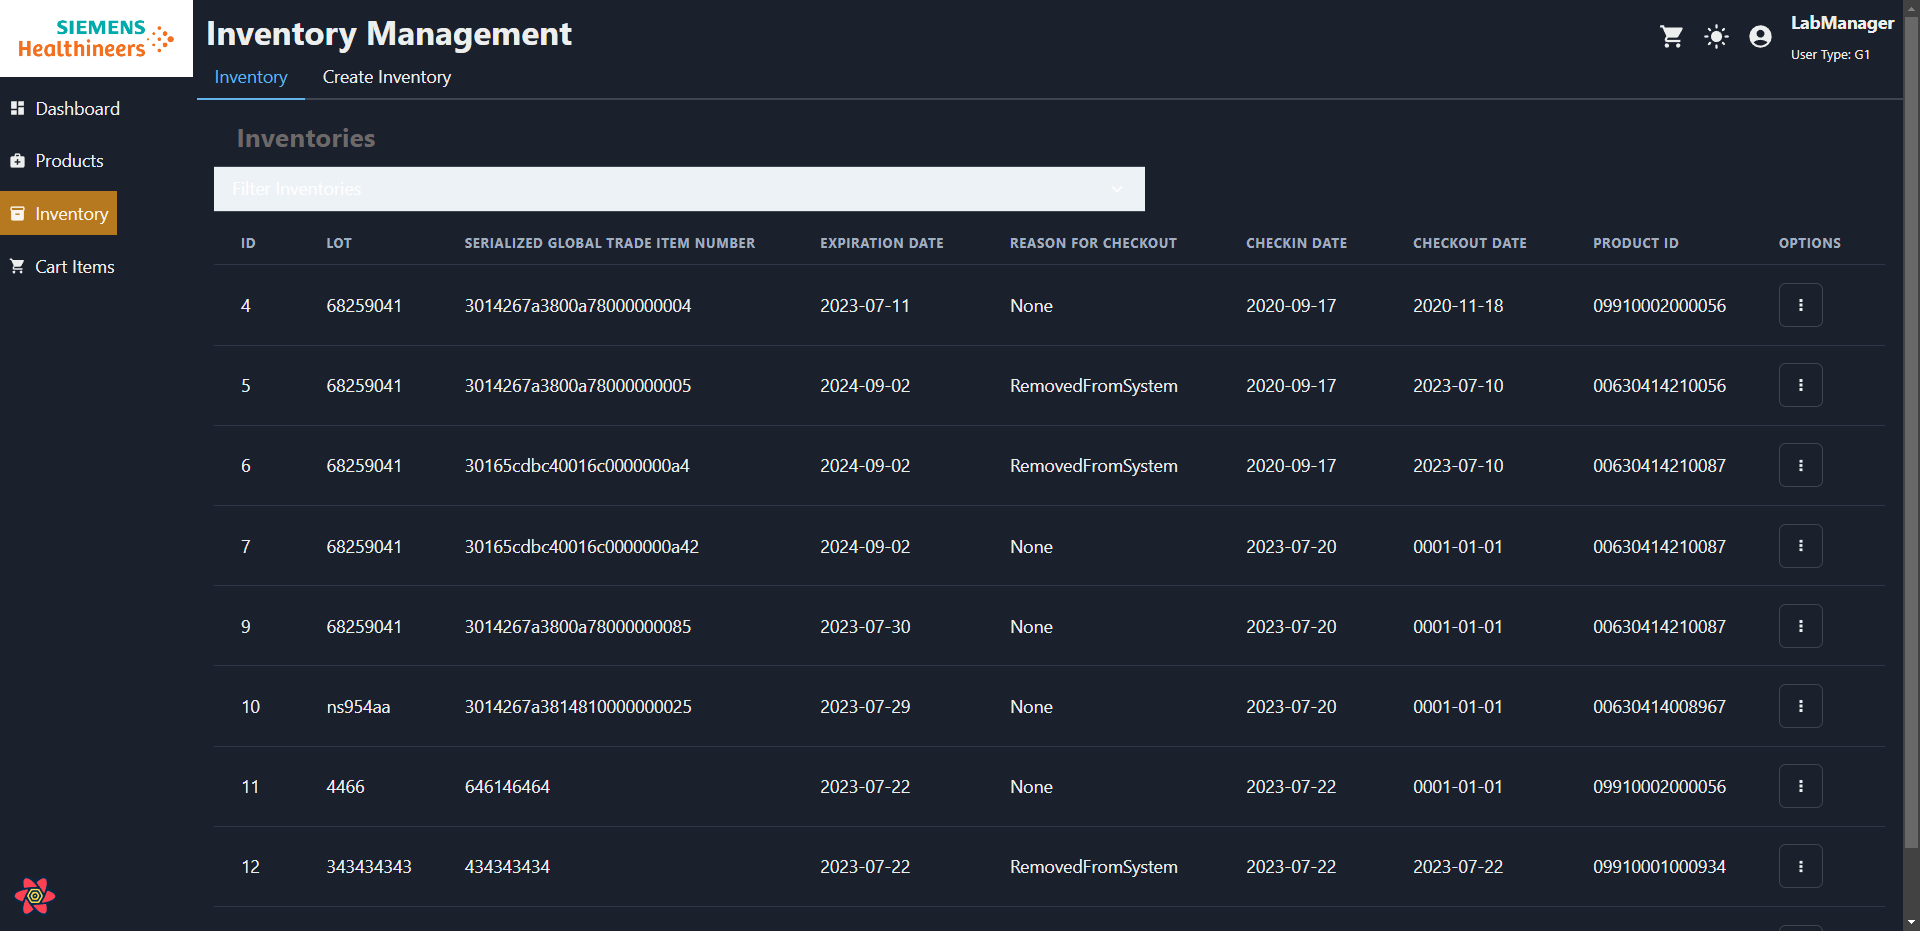 SIEMENS
Healthineers
Inventory Management
LabManager
User Type: G1
Inventory Create Inventory
Dashboard
Products
Inventory
Cart Items
Inventories
Filter Inventories
ID LOT SERIALIZED GLOBAL TRADE ITEM NUMBER EXPIRATION DATE REASON FOR CHECKOUT CHECKIN DATE CHECKOUT DATE PRODUCT ID OPTIONS
4 68259041 3014267a3800a78000000004 2023-07-11 None 2020-09-17 2020-11-18 09910002000056
5 68259041 3014267a3800a78000000005 2024-09-02 RemovedFromSystem 2020-09-17 2023-07-10 00630414210056
6 68259041 30165cdbc40016c0000000a4 2024-09-02 RemovedFromSystem 2020-09-17 2023-07-10 00630414210087
7 68259041 30165cdbc40016c0000000a42 2024-09-02 None 2023-07-20 0001-01-01 00630414210087
9 68259041 3014267a3800a78000000085 2023-07-30 None 2023-07-20 0001-01-01 00630414210087
10 ns954aa 3014267a3814810000000025 2023-07-29 None 2023-07-20 0001-01-01 00630414008967
11 4466 646146464 2023-07-22 None 2023-07-22 0001-01-01 09910002000056
12 343434343 434343434 2023-07-22 RemovedFromSystem 2023-07-22 2023-07-22 09910001000934